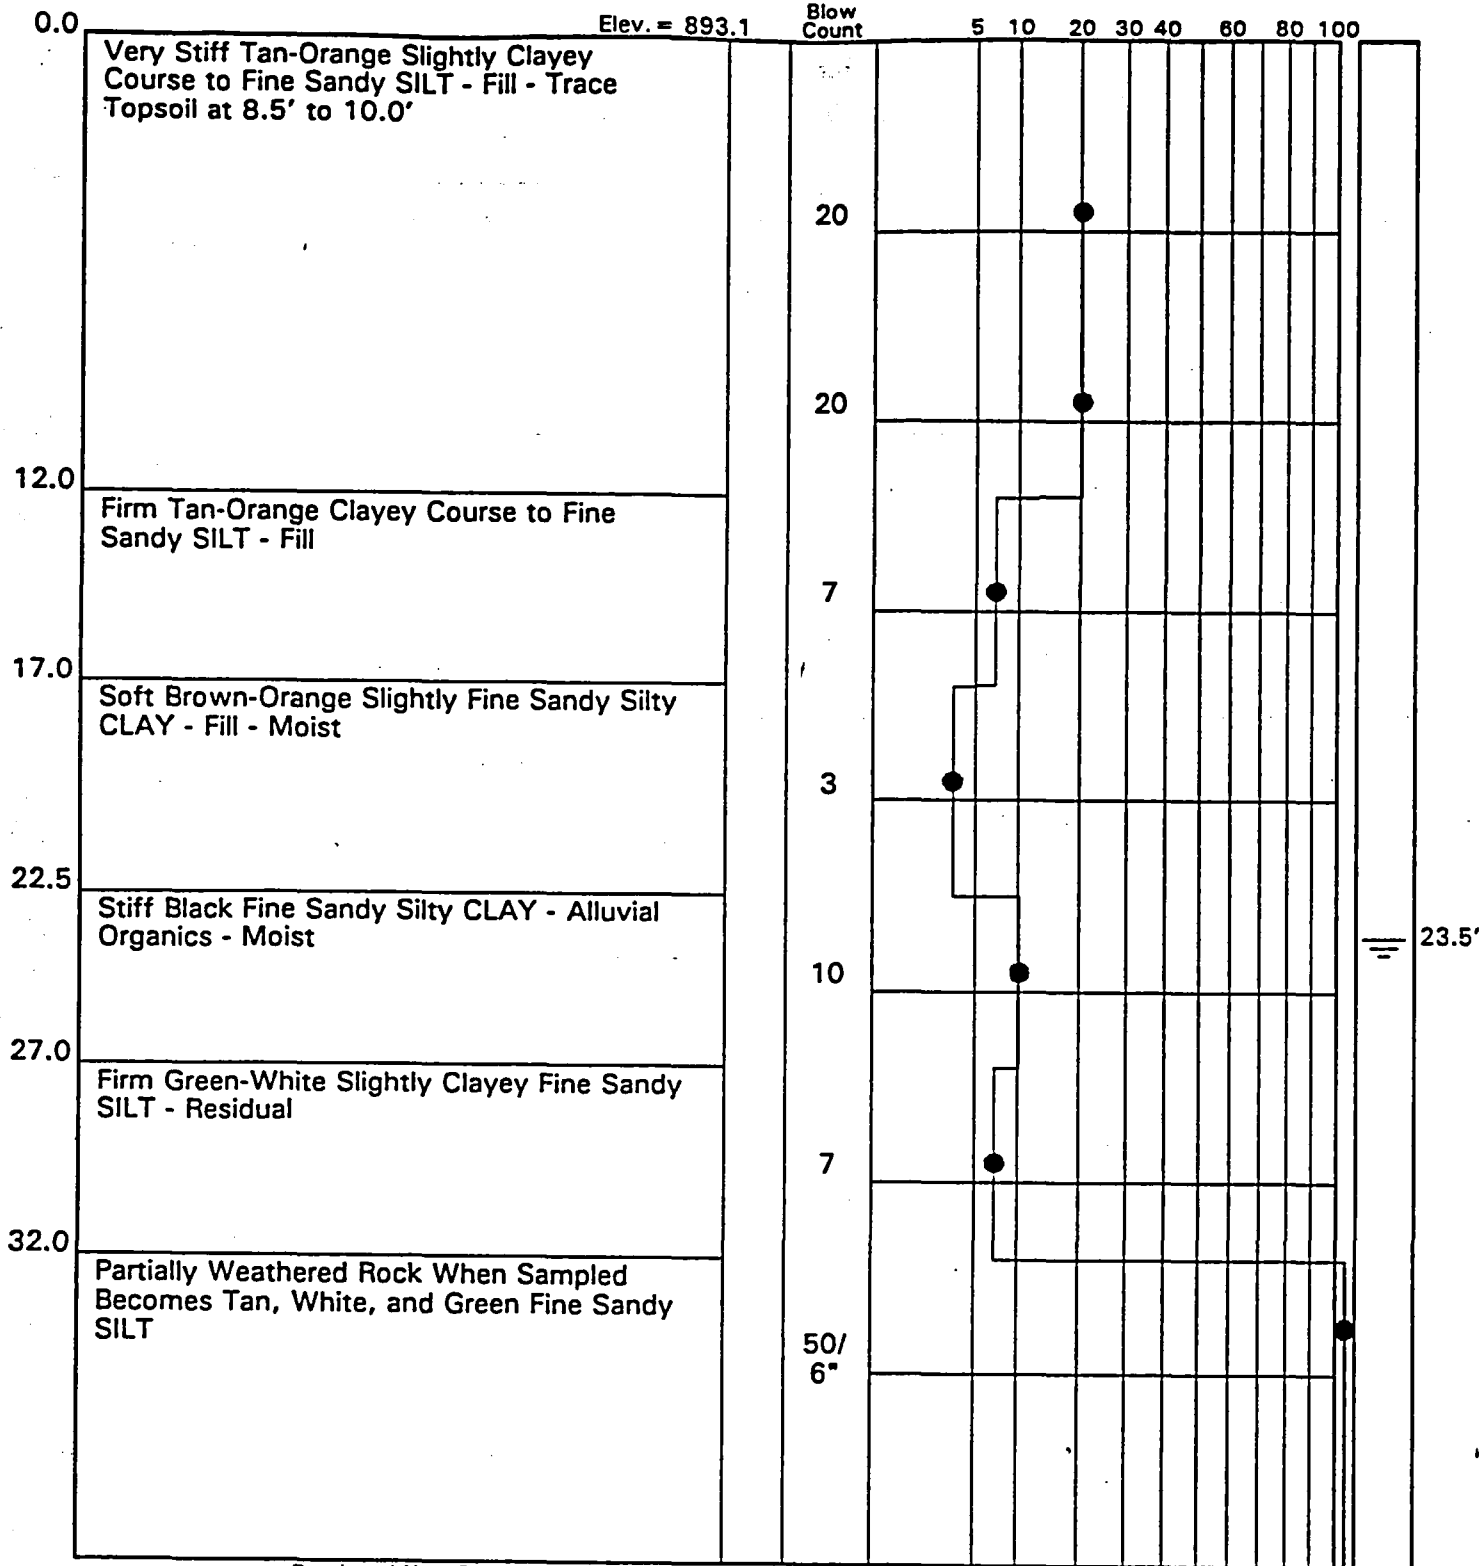 0.0
Elev. = 893.1
Blow
Count
5 10 20 30 40 60 80 100
Very Stiff Tan-Orange Slightly Clayey
Course to Fine Sandy SILT - Fill - Trace
Topsoil at 8.5' to 10.0'
20
20
12.0
Firm Tan-Orange Clayey Course to Fine
Sandy SILT - Fill
7
17.0
Soft Brown-Orange Slightly Fine Sandy Silty
CLAY - Fill - Moist
3
22.5
Stiff Black Fine Sandy Silty CLAY - Alluvial
Organics - Moist
23.5'
10
27.0
Firm Green-White Slightly Clayey Fine Sandy
SILT - Residual
7
32.0
Partially Weathered Rock When Sampled
Becomes Tan, White, and Green Fine Sandy
SILT
50/
6"